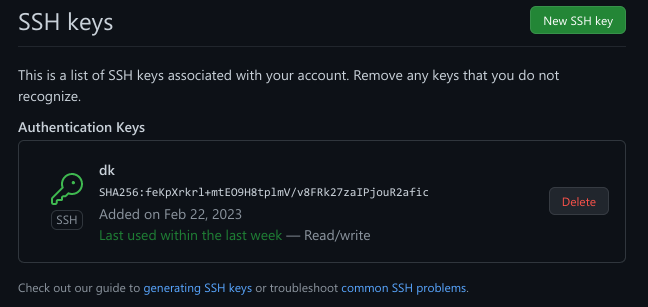 SSH keys
New SSH key
This is a list of SSH keys associated with your account. Remove any keys that you do not
recognize.
Authentication Keys
dk
SHA256:feKpXrkrl+mtEO9H8tplmV/v8FRk27zaIPjouR2afic
SSH
Added on Feb 22, 2023
Last used within the last week — Read/write
Delete
Check out our guide to generating SSH keys or troubleshoot common SSH problems.